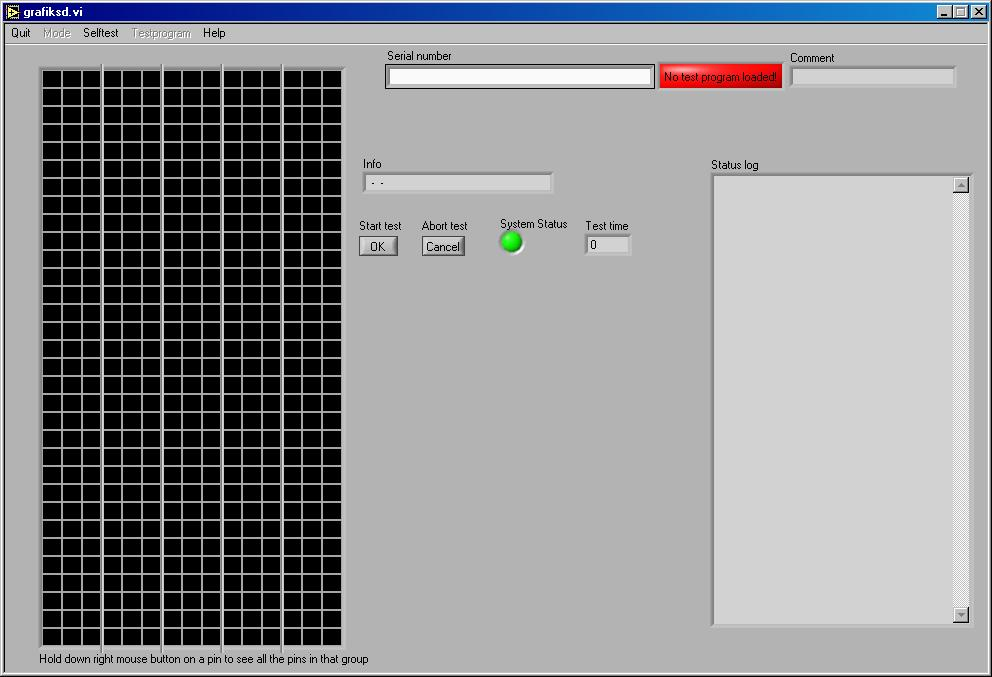 grafiksd.vi
Quit Mode Selftest Testprogram Help
Serial number
No test program loaded!
Comment
Info
- -
Status log
Start test Abort test System Status Test time
OK Cancel 0
Hold down right mouse button on a pin to see all the pins in that group